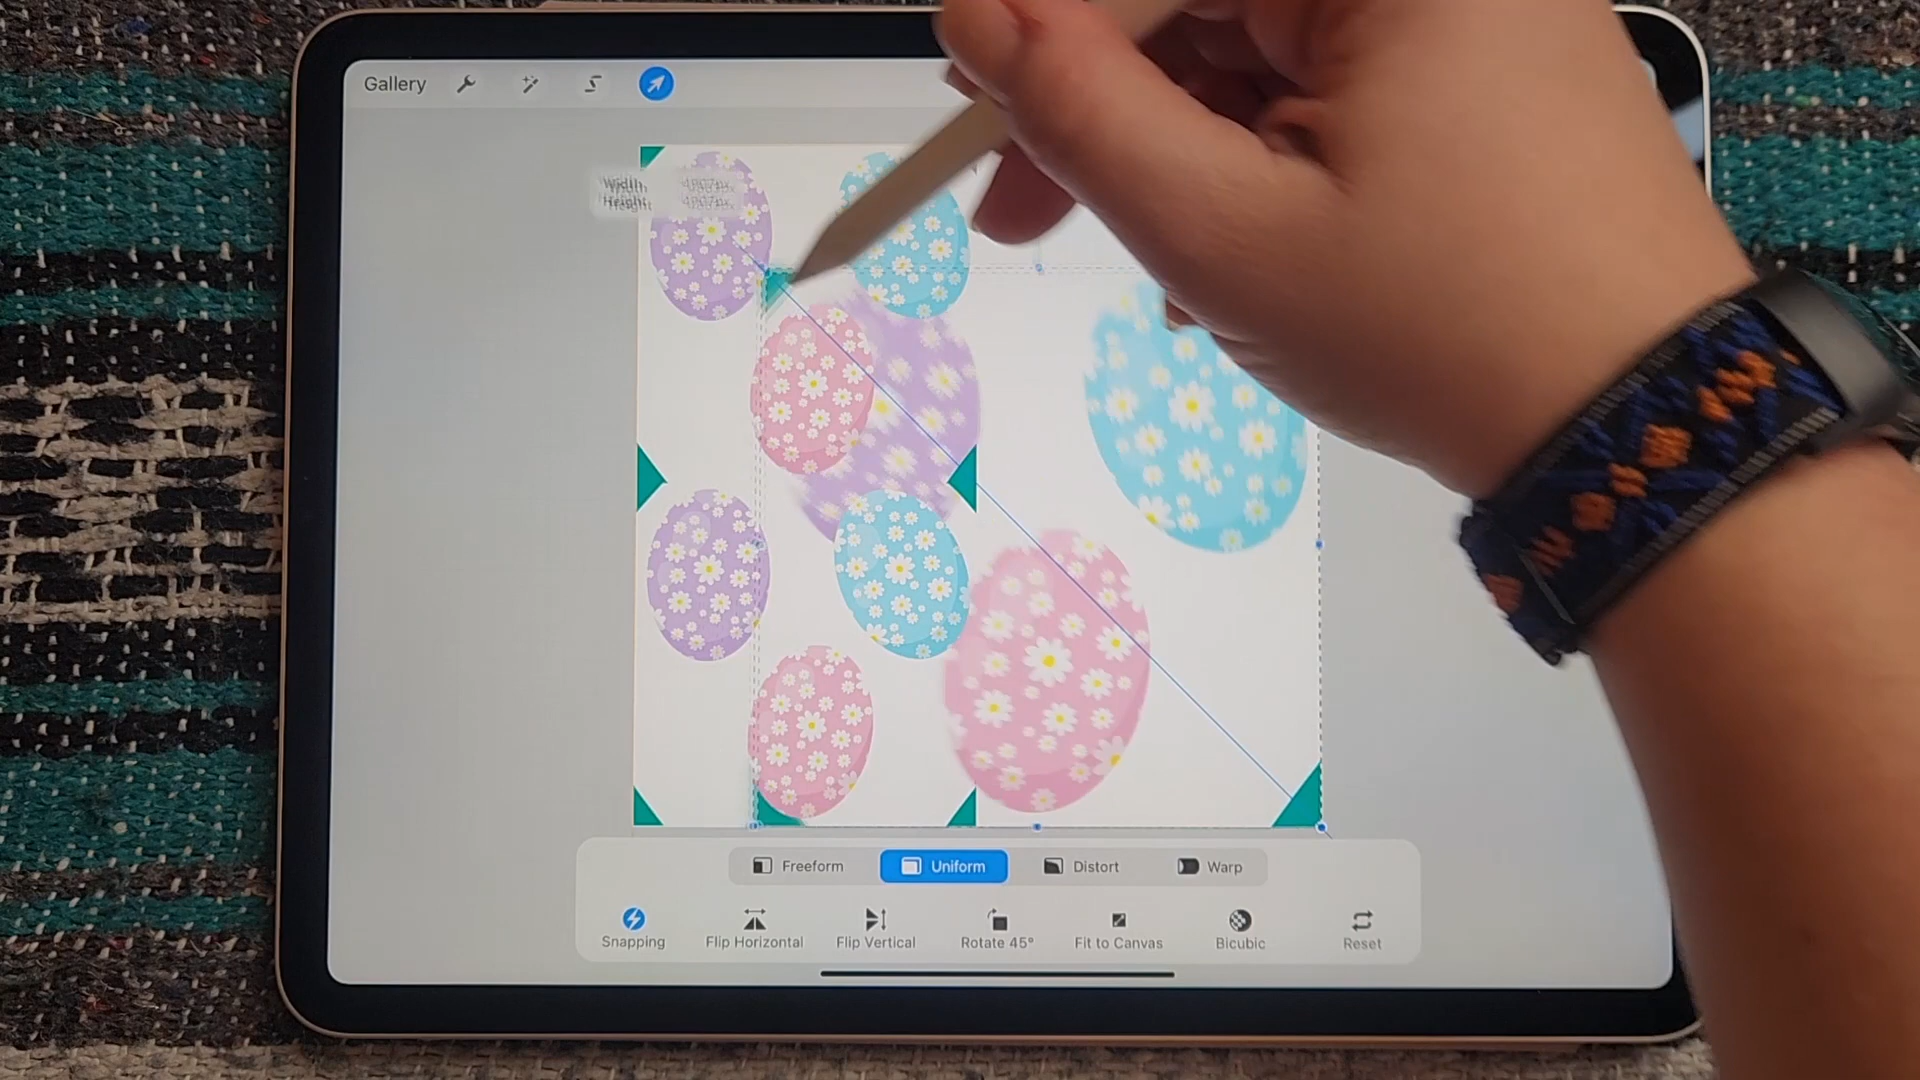 Gallery
Width
Height
Freeform
Uniform
Distort
Warp
Snapping
Flip Horizontal
Flip Vertical
Rotate 45°
Fit to Canvas
Bicubic
Reset